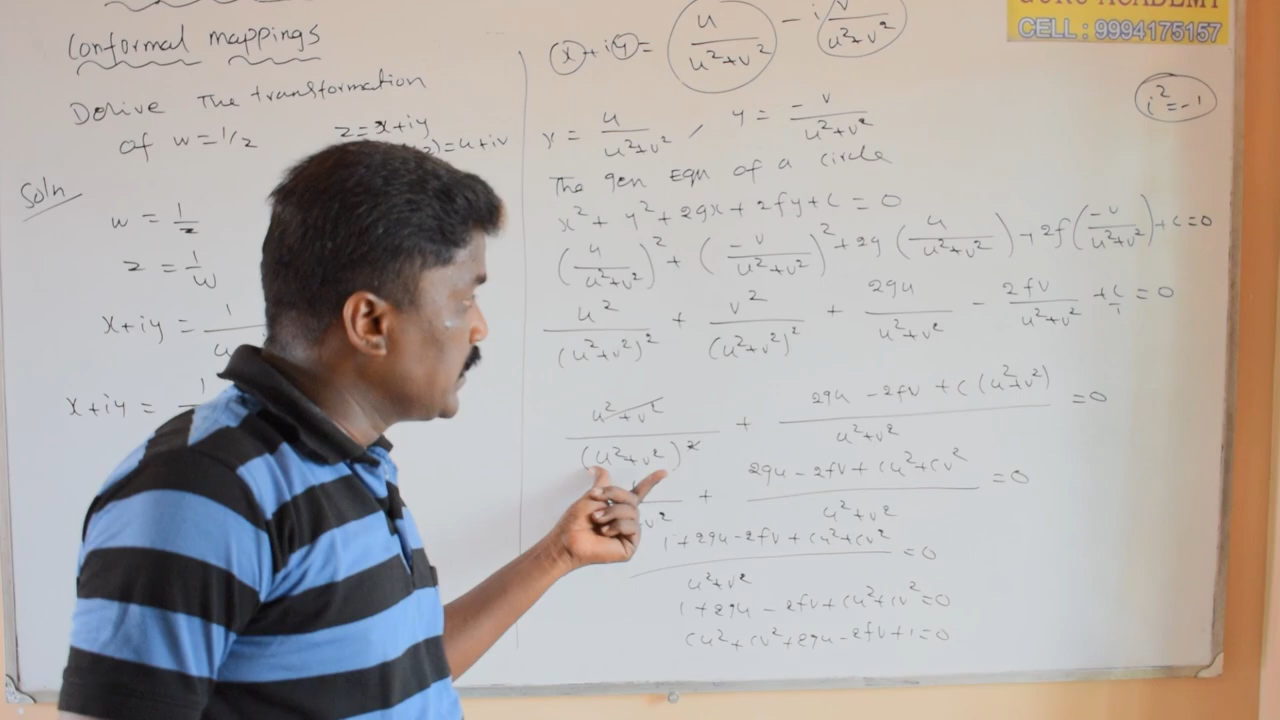 Conformal mappings
Derive The transformation
of w=1/z
z=x+iy
z)=u+iv
Soln
w = 1/z
z = 1/w
x+iy = 1/u
x+iy = 1
GURU ACADEMY
CELL : 9994175157
(x)+i(y)= u/(u²+v²) - i v/(u²+v²)
i²=-1
x = u/(u²+v²) , y = -v/(u²+v²)
The gen Eqn of a circle
x²+y²+2gx+2fy+c=0
(u/(u²+v²))² + (-v/(u²+v²))² + 2g(u/(u²+v²)) + 2f(-v/(u²+v²)) + c=0
u²/(u²+v²)² + v²/(u²+v²)² + 2gu/(u²+v²) - 2fv/(u²+v²) + c/1 = 0
(u²+v²)/(u²+v²)² + (2gu-2fv+c(u²+v²))/(u²+v²) = 0
v² + (2gu-2fv+cu²+cv²)/(u²+v²) = 0
(1+2gu-2fv+cu²+cv²)/(u²+v²) = 0
1+2gu-2fv+cu²+cv²=0
cu²+cv²+2gu-2fv+1=0